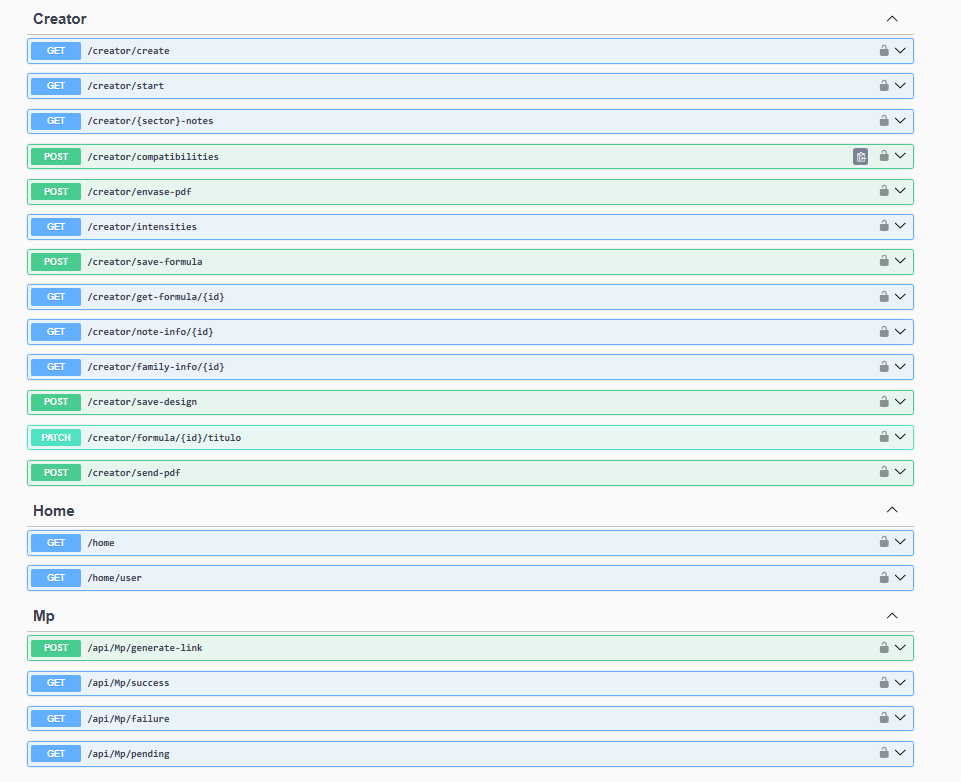 Creator
GET /creator/create
GET /creator/start
GET /creator/{sector}-notes
POST /creator/compatibilities
POST /creator/envase-pdf
GET /creator/intensities
POST /creator/save-formula
GET /creator/get-formula/{id}
GET /creator/note-info/{id}
GET /creator/family-info/{id}
POST /creator/save-design
PATCH /creator/formula/{id}/titulo
POST /creator/send-pdf
Home
GET /home
GET /home/user
Mp
POST /api/Mp/generate-link
GET /api/Mp/success
GET /api/Mp/failure
GET /api/Mp/pending